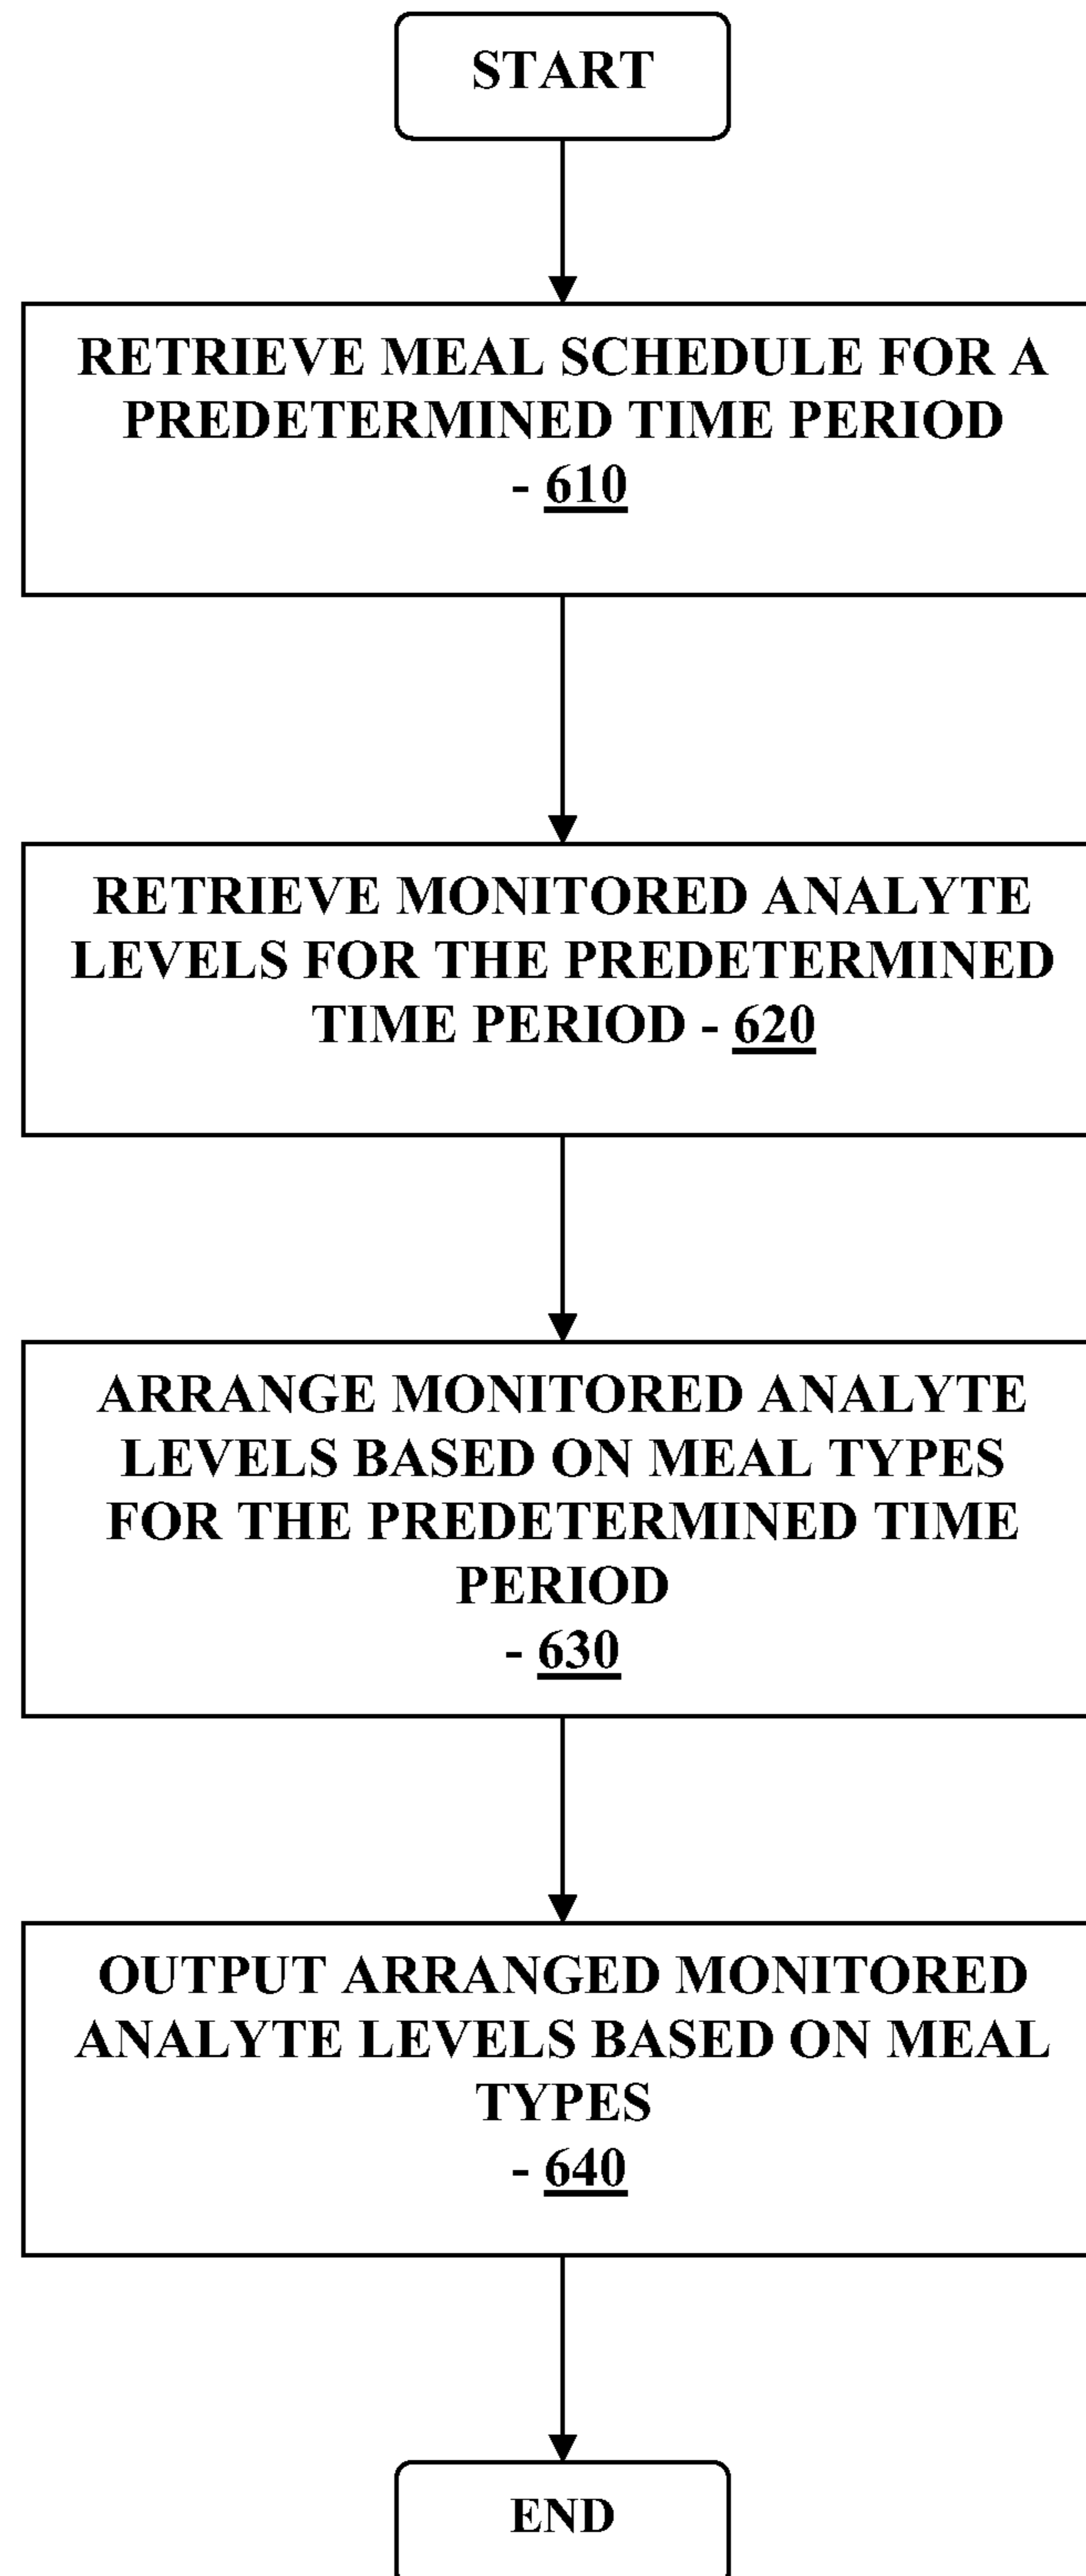 START
RETRIEVE MEAL SCHEDULE FOR A
PREDETERMINED TIME PERIOD
- 610
RETRIEVE MONITORED ANALYTE
LEVELS FOR THE PREDETERMINED
TIME PERIOD - 620
ARRANGE MONITORED ANALYTE
LEVELS BASED ON MEAL TYPES
FOR THE PREDETERMINED TIME
PERIOD
- 630
OUTPUT ARRANGED MONITORED
ANALYTE LEVELS BASED ON MEAL
TYPES
- 640
END